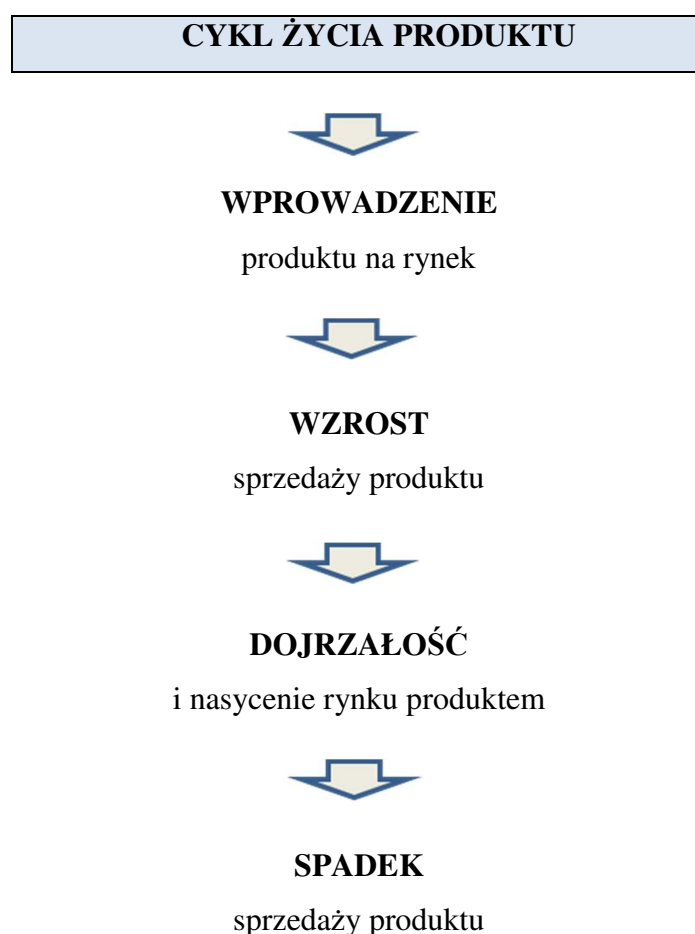 CYKL ŻYCIA PRODUKTU
WPROWADZENIE
produktu na rynek
WZROST
sprzedaży produktu
DOJRZAŁOŚĆ
i nasycenie rynku produktem
SPADEK
sprzedaży produktu